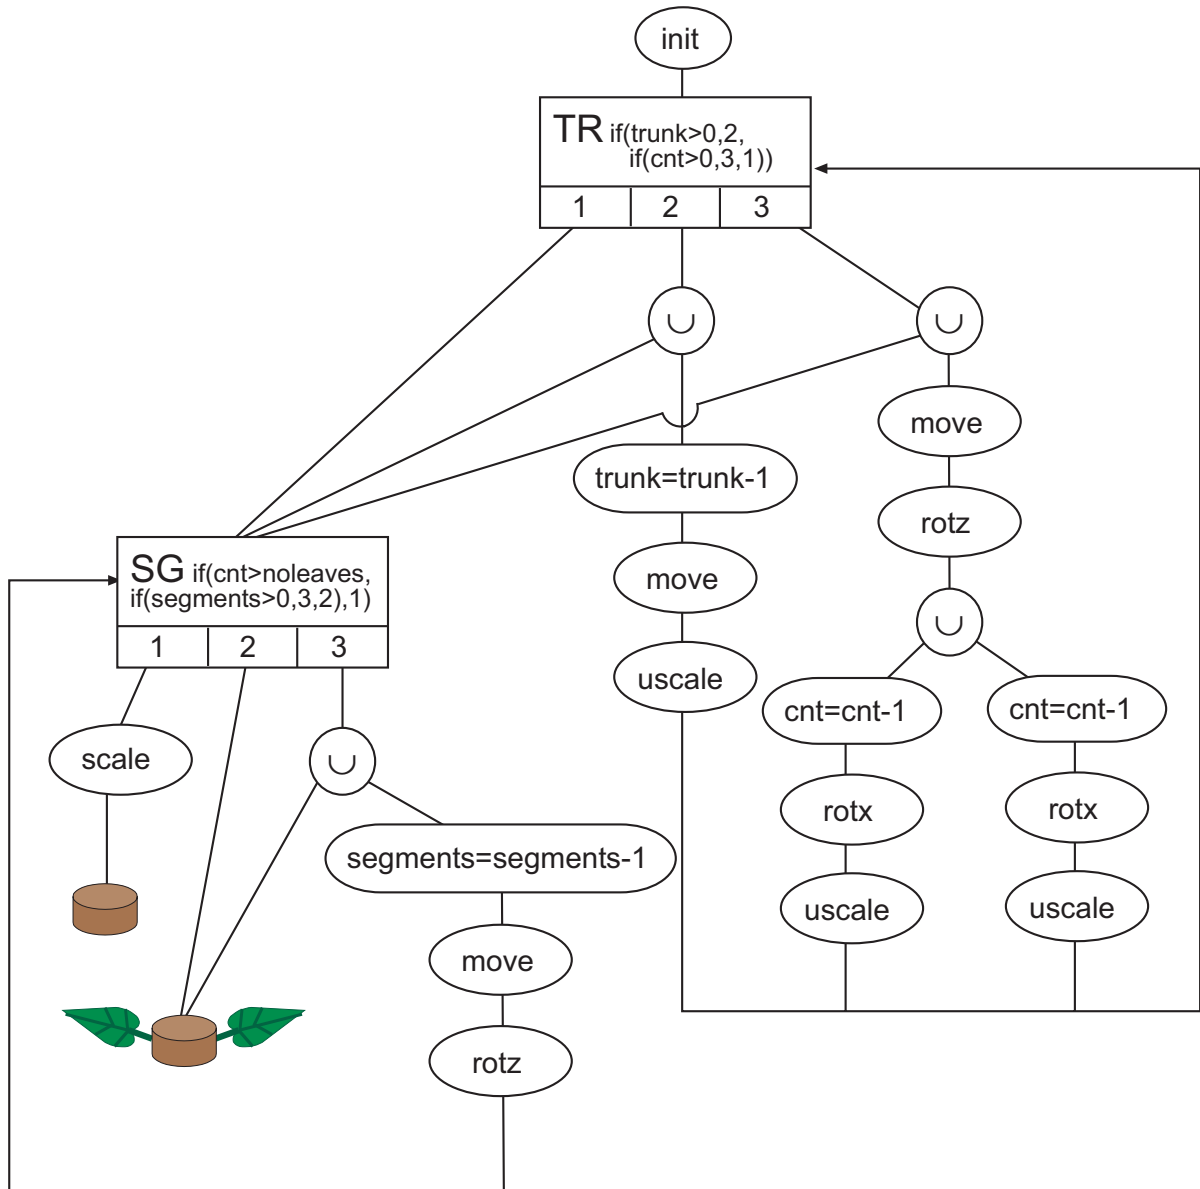 init
TR if(trunk>0,2,
if(cnt>0,3,1))
1 2 3
∪ ∪
move
trunk=trunk-1
rotz
SG if(cnt>noleaves,
if(segments>0,3,2),1)
move
∪
1 2 3
uscale
cnt=cnt-1 cnt=cnt-1
scale
∪
rotx rotx
segments=segments-1
uscale uscale
move
rotz